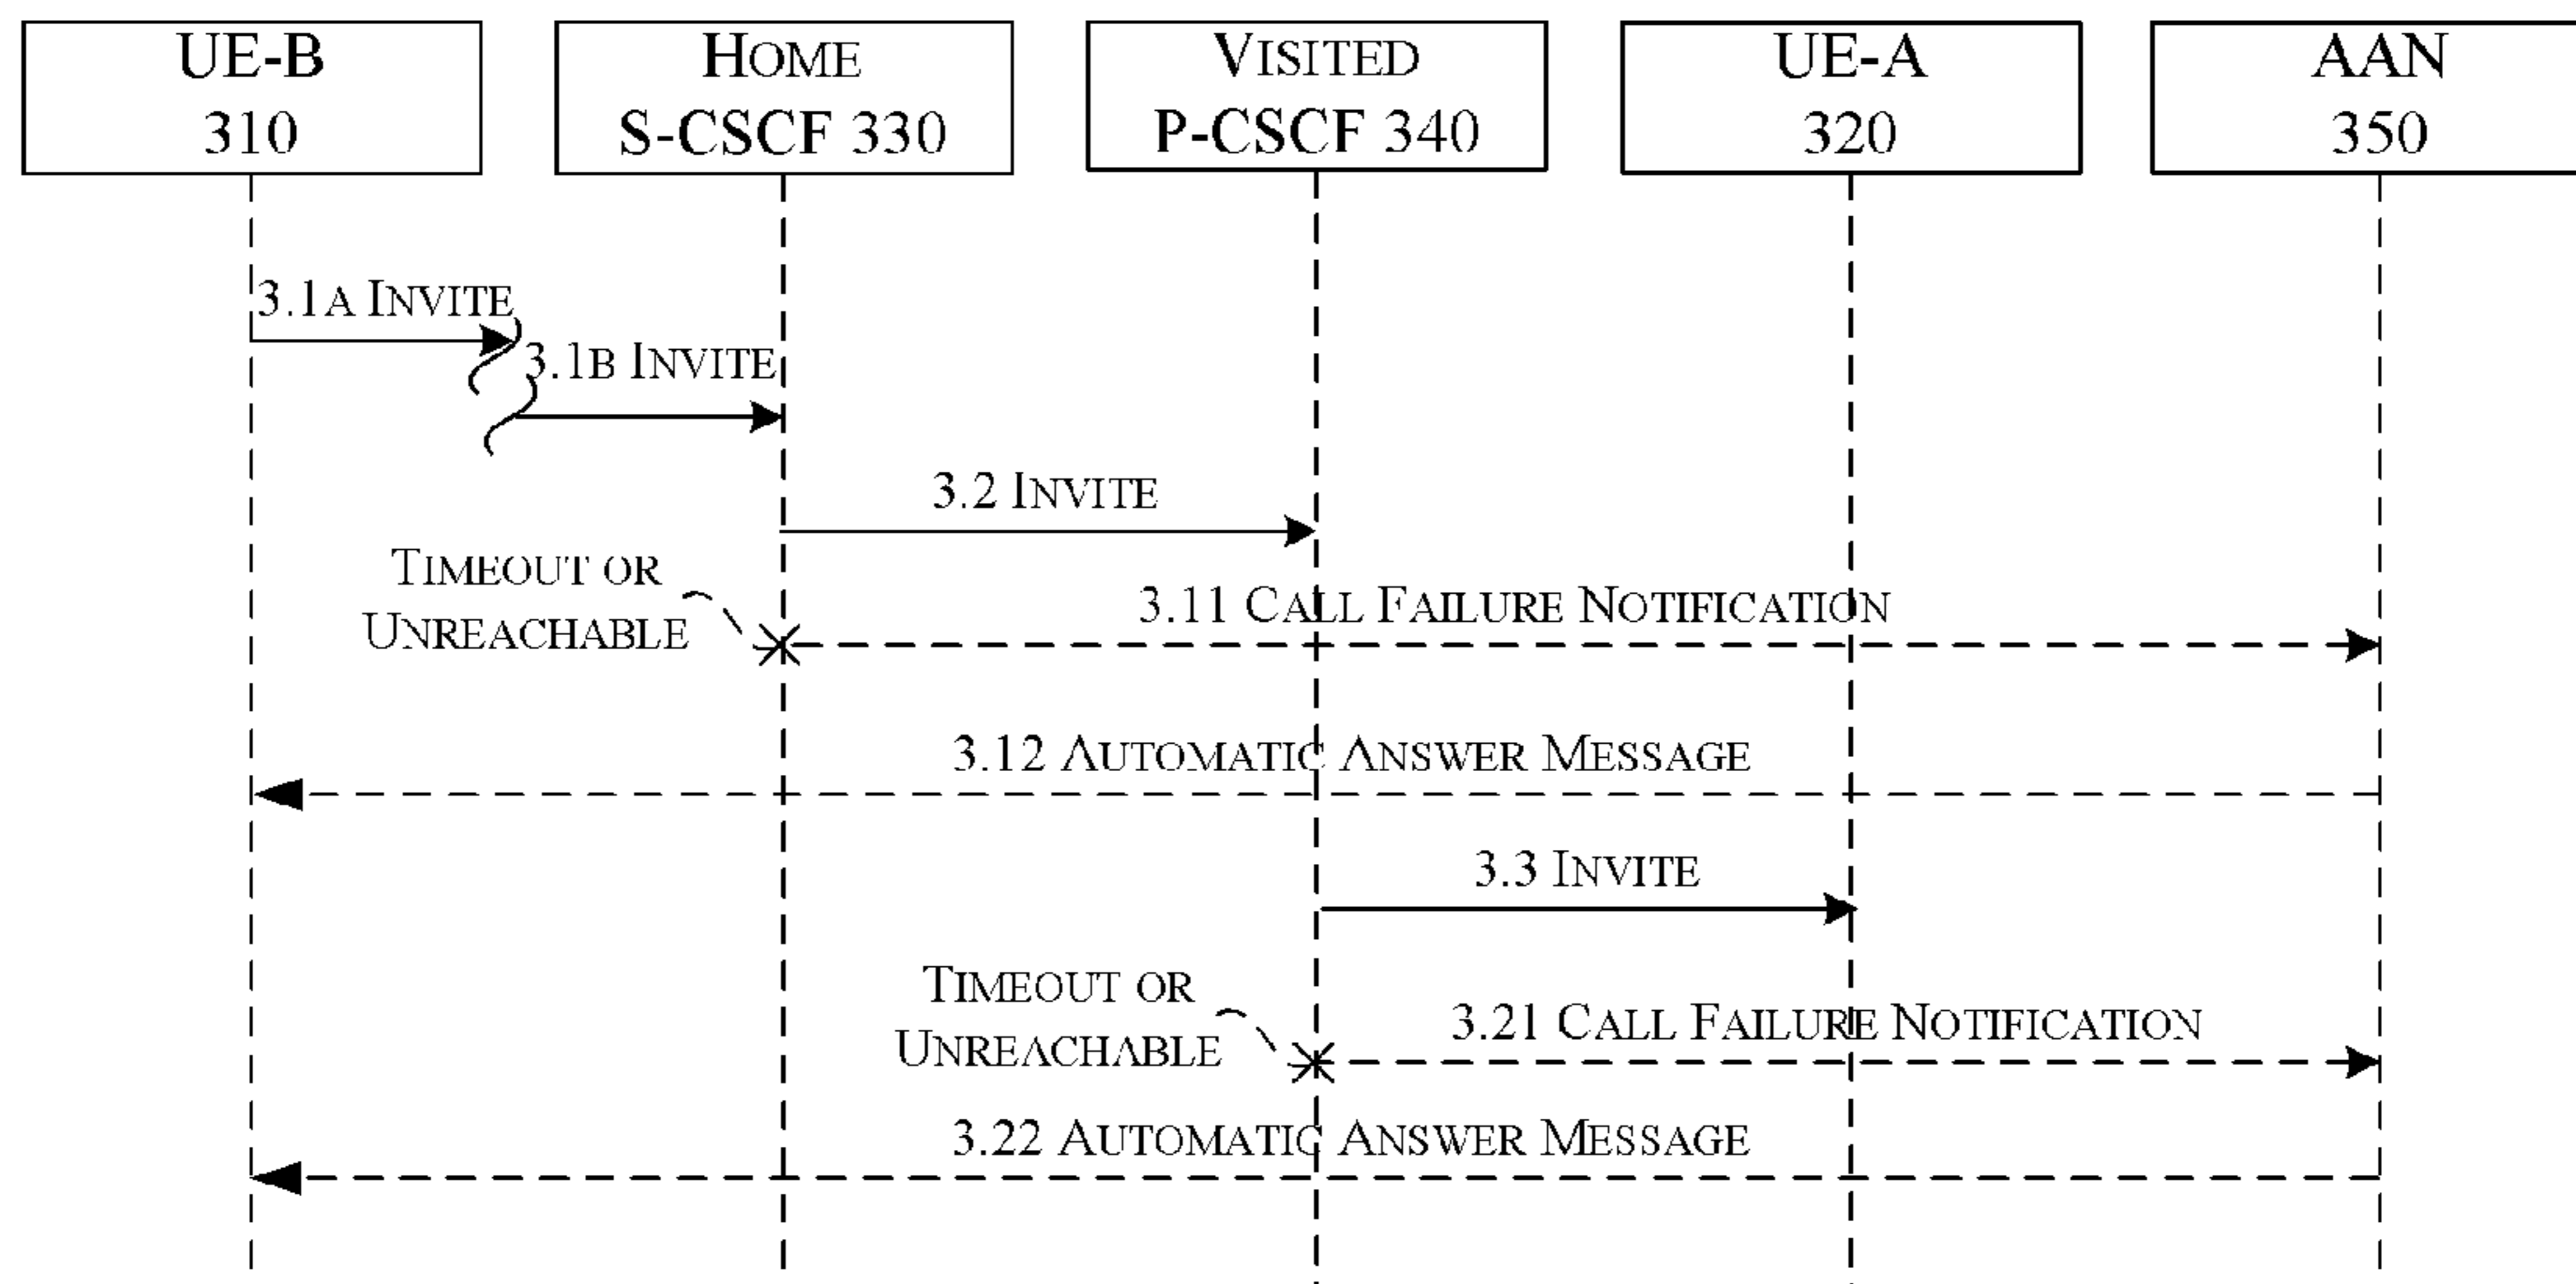 UE-B
310
HOME
S-CSCF 330
VISITED
P-CSCF 340
UE-A
320
AAN
350
3.1A INVITE
3.1B INVITE
3.2 INVITE
TIMEOUT OR
UNREACHABLE
3.11 CALL FAILURE NOTIFICATION
3.12 AUTOMATIC ANSWER MESSAGE
3.3 INVITE
TIMEOUT OR
UNREACHABLE
3.21 CALL FAILURE NOTIFICATION
3.22 AUTOMATIC ANSWER MESSAGE